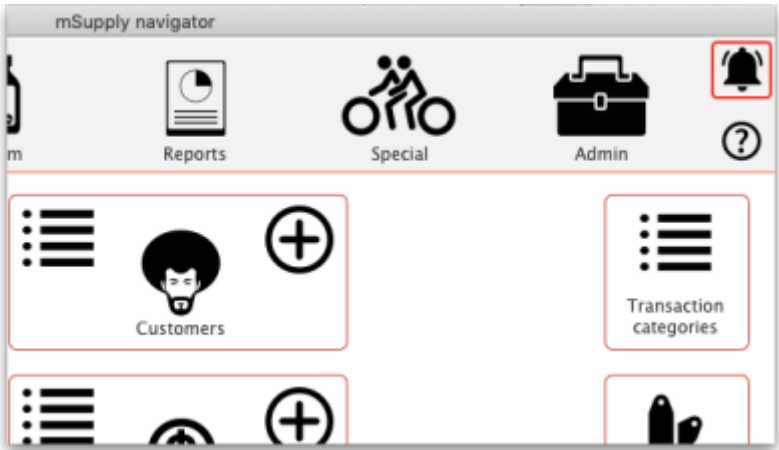 mSupply navigator
m
Reports
Special
Admin
?
Customers
Transaction
categories